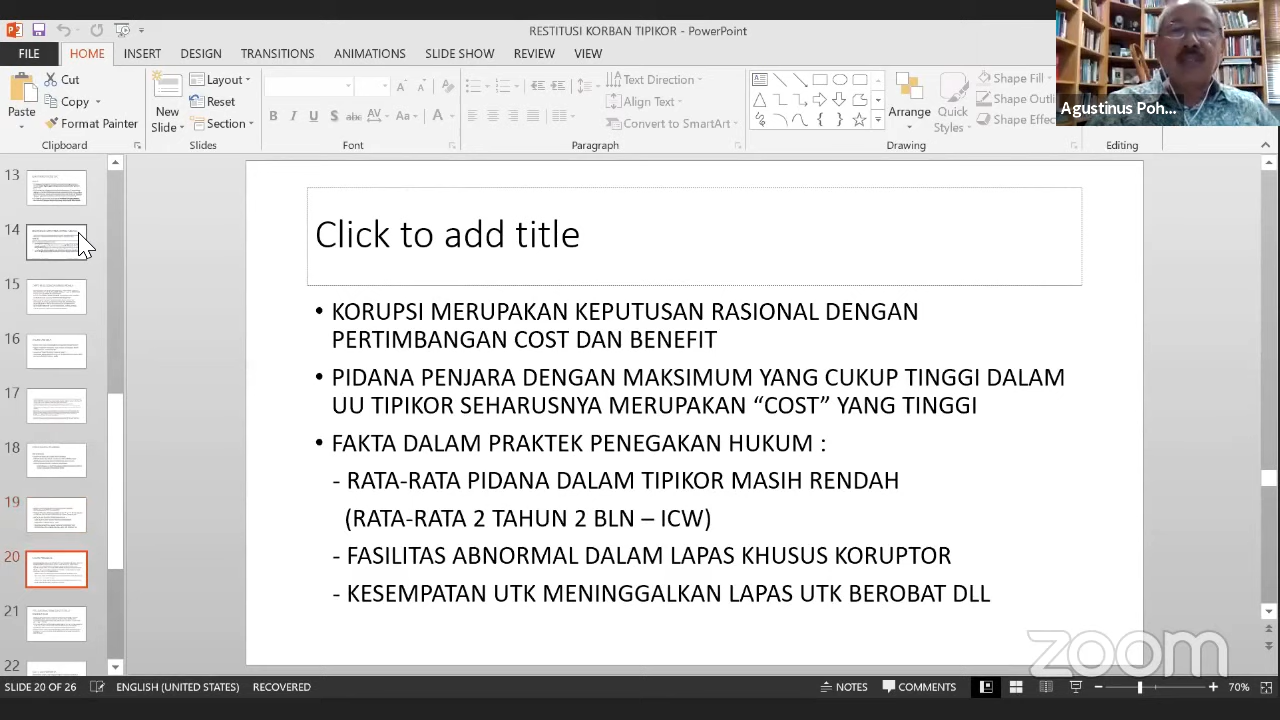 RESTITUSI KORBAN TIPIKOR - PowerPoint
FILE HOME INSERT DESIGN TRANSITIONS ANIMATIONS SLIDE SHOW REVIEW VIEW
Paste
Cut
Copy
Format Painter
Clipboard
New
Slide
Layout
Reset
Section
Slides
B I U S
Font
Text Direction
Align Text
Convert to SmartArt
Paragraph
Arrange
Quick
Styles
Shape Fill
Shape Outli
Shape Effec
Drawing
Editing
Agustinus Poh...
13
14
15
16
17
18
19
20
21
22
Click to add title
• KORUPSI MERUPAKAN KEPUTUSAN RASIONAL DENGAN
PERTIMBANGAN COST DAN BENEFIT
• PIDANA PENJARA DENGAN MAKSIMUM YANG CUKUP TINGGI DALAM
UU TIPIKOR SEHARUSNYA MERUPAKAN “COST” YANG TINGGI
• FAKTA DALAM PRAKTEK PENEGAKAN HUKUM :
- RATA-RATA PIDANA DALAM TIPIKOR MASIH RENDAH
(RATA-RATA 2 TAHUN 2 BLN – ICW)
- FASILITAS ABNORMAL DALAM LAPAS KHUSUS KORUPTOR
- KESEMPATAN UTK MENINGGALKAN LAPAS UTK BEROBAT DLL
zoom
SLIDE 20 OF 26 ENGLISH (UNITED STATES) RECOVERED NOTES COMMENTS 70%